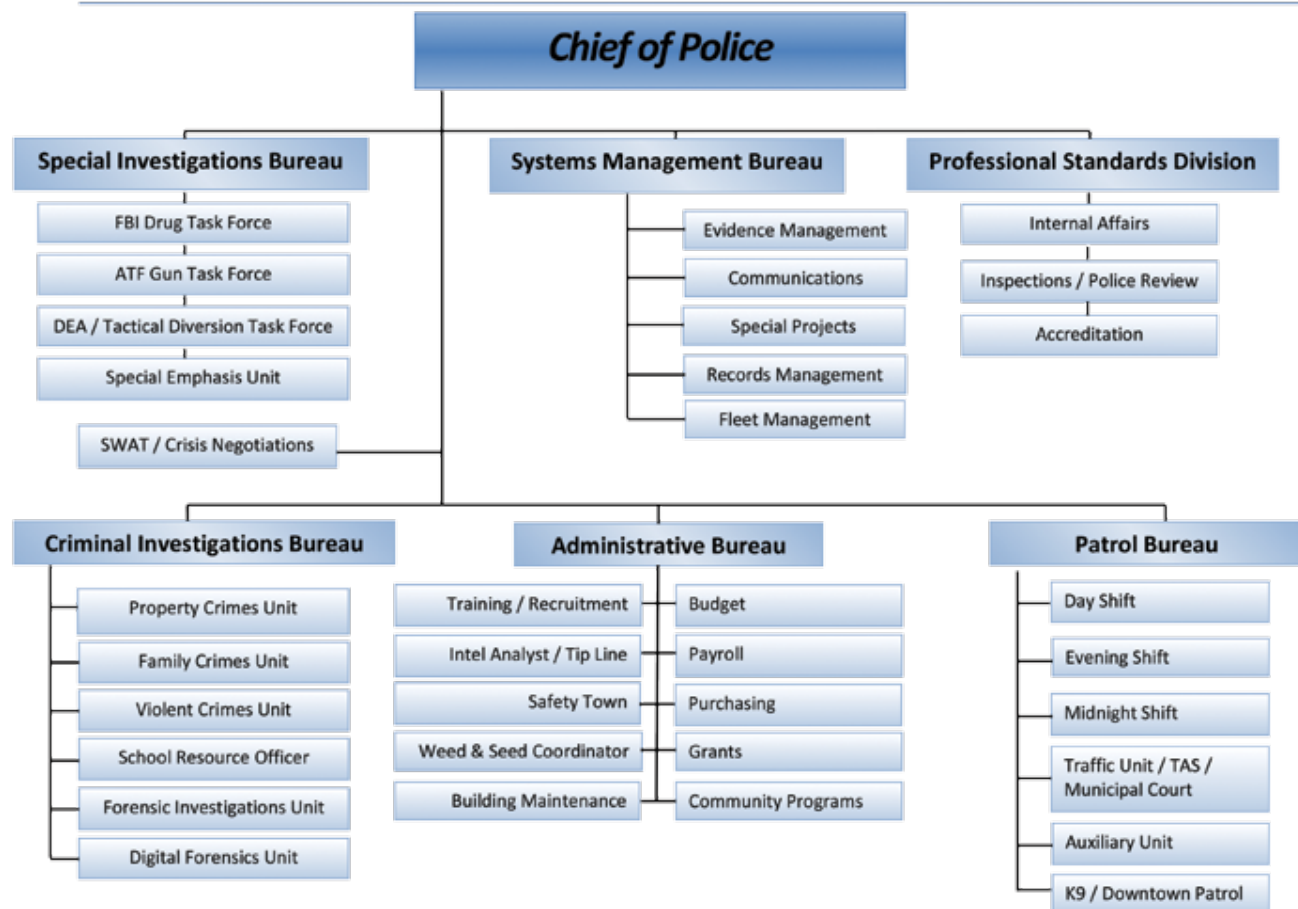 Chief of Police
Special Investigations Bureau
FBI Drug Task Force
ATF Gun Task Force
DEA / Tactical Diversion Task Force
Special Emphasis Unit
SWAT / Crisis Negotiations
Systems Management Bureau
Evidence Management
Communications
Special Projects
Records Management
Fleet Management
Professional Standards Division
Internal Affairs
Inspections / Police Review
Accreditation
Criminal Investigations Bureau
Property Crimes Unit
Family Crimes Unit
Violent Crimes Unit
School Resource Officer
Forensic Investigations Unit
Digital Forensics Unit
Administrative Bureau
Training / Recruitment
Intel Analyst / Tip Line
Safety Town
Weed & Seed Coordinator
Building Maintenance
Budget
Payroll
Purchasing
Grants
Community Programs
Patrol Bureau
Day Shift
Evening Shift
Midnight Shift
Traffic Unit / TAS /
Municipal Court
Auxiliary Unit
K9 / Downtown Patrol